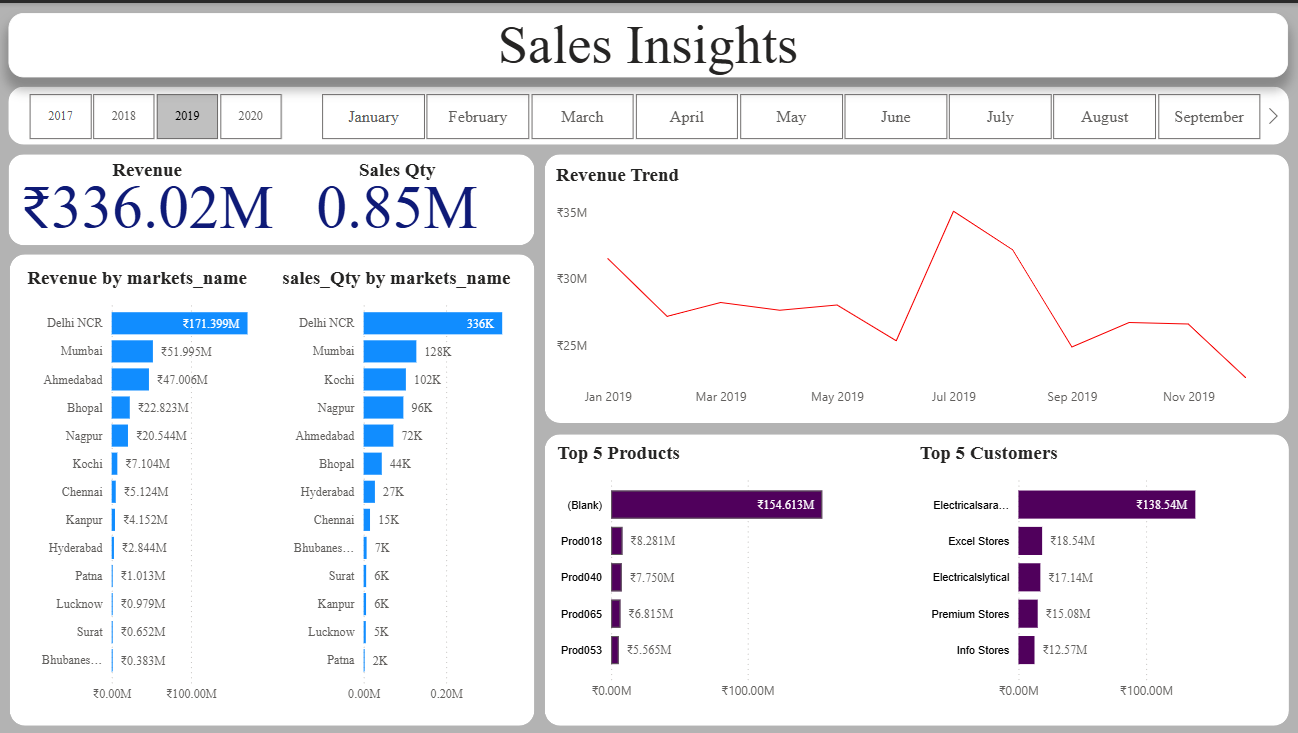 Sales Insights
2017 2018 2019 2020 January February March April May June July August September
Revenue Sales Qty
₹336.02M 0.85M
Revenue by markets_name
Delhi NCR ₹171.399M
Mumbai ₹51.995M
Ahmedabad ₹47.006M
Bhopal ₹22.823M
Nagpur ₹20.544M
Kochi ₹7.104M
Chennai ₹5.124M
Kanpur ₹4.152M
Hyderabad ₹2.844M
Patna ₹1.013M
Lucknow ₹0.979M
Surat ₹0.652M
Bhubanes... ₹0.383M
₹0.00M ₹100.00M
sales_Qty by markets_name
Delhi NCR 336K
Mumbai 128K
Kochi 102K
Nagpur 96K
Ahmedabad 72K
Bhopal 44K
Hyderabad 27K
Chennai 15K
Bhubanes... 7K
Surat 6K
Kanpur 6K
Lucknow 5K
Patna 2K
0.00M 0.20M
Revenue Trend
₹35M
₹30M
₹25M
Jan 2019 Mar 2019 May 2019 Jul 2019 Sep 2019 Nov 2019
Top 5 Products
(Blank) ₹154.613M
Prod018 ₹8.281M
Prod040 ₹7.750M
Prod065 ₹6.815M
Prod053 ₹5.565M
₹0.00M ₹100.00M
Top 5 Customers
Electricalsara... ₹138.54M
Excel Stores ₹18.54M
Electricalslytical ₹17.14M
Premium Stores ₹15.08M
Info Stores ₹12.57M
₹0.00M ₹100.00M